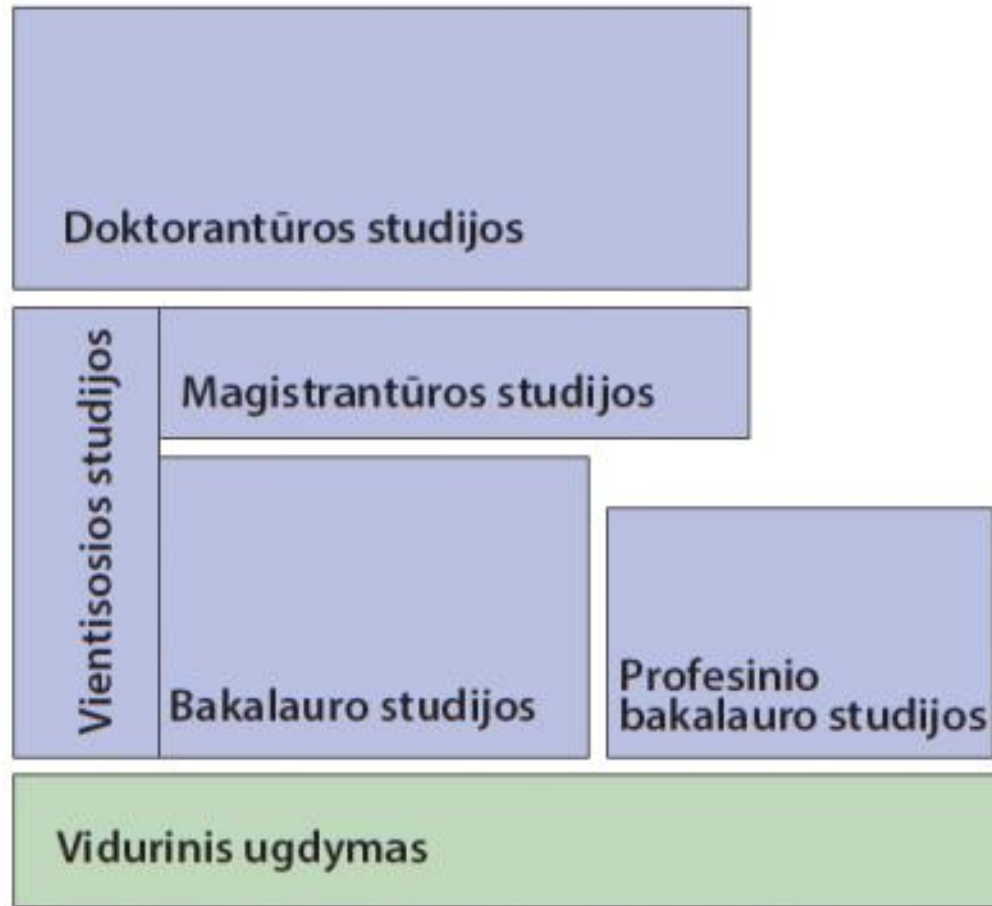 Doktorantūros studijos
Vientisosios studijos
Magistrantūros studijos
Bakalauro studijos
Profesinio
bakalauro studijos
Vidurinis ugdymas